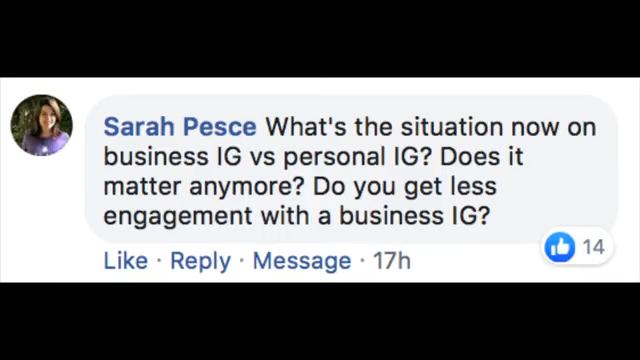 Sarah Pesce What's the situation now on
business IG vs personal IG? Does it
matter anymore? Do you get less
engagement with a business IG?
14
Like · Reply · Message · 17h